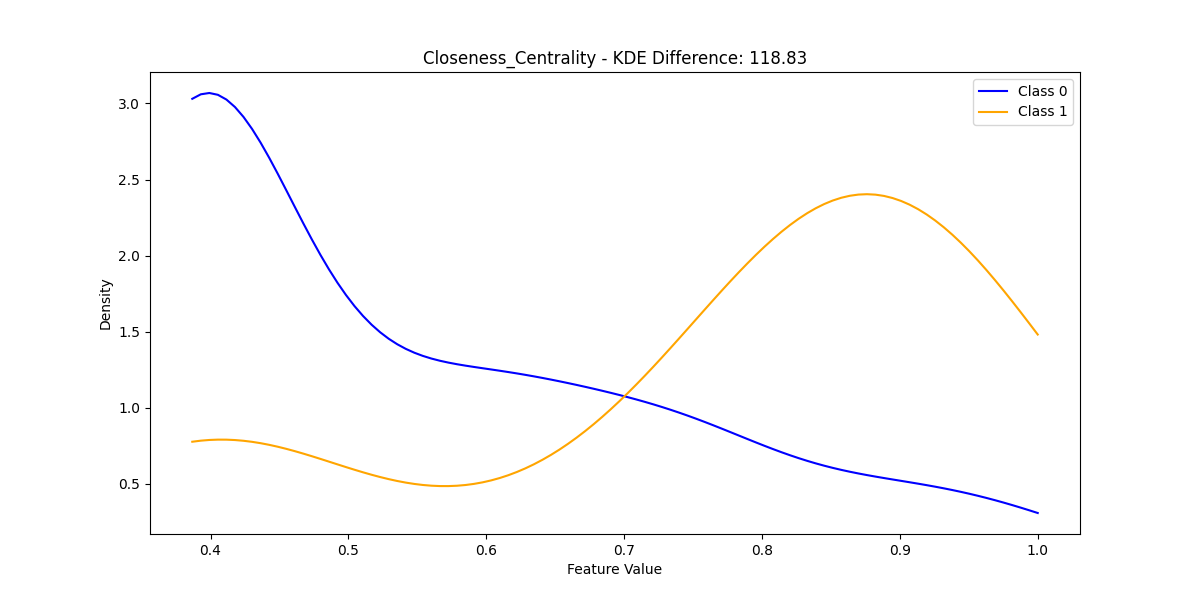 Closeness_Centrality - KDE Difference: 118.83
Class 0
Class 1
Density
3.0
2.5
2.0
1.5
1.0
0.5
0.4 0.5 0.6 0.7 0.8 0.9 1.0
Feature Value